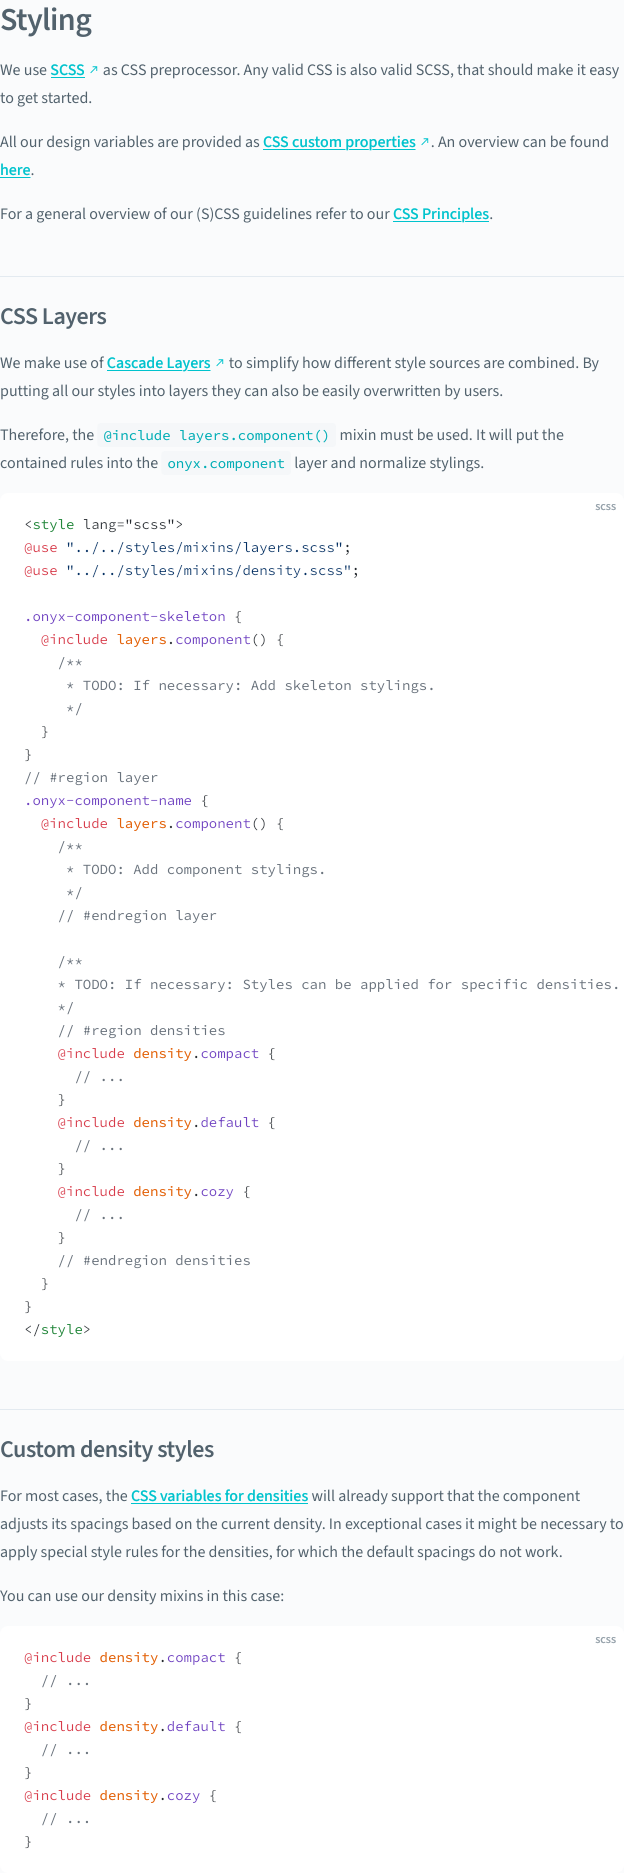 Styling
We use SCSS ↗ as CSS preprocessor. Any valid CSS is also valid SCSS, that should make it easy
to get started.
All our design variables are provided as CSS custom properties ↗. An overview can be found
here.
For a general overview of our (S)CSS guidelines refer to our CSS Principles.
CSS Layers
We make use of Cascade Layers ↗ to simplify how different style sources are combined. By
putting all our styles into layers they can also be easily overwritten by users.
Therefore, the @include layers.component() mixin must be used. It will put the
contained rules into the onyx.component layer and normalize stylings.
scss
<style lang="scss">
@use "../../styles/mixins/layers.scss";
@use "../../styles/mixins/density.scss";
.onyx-component-skeleton {
  @include layers.component() {
    /**
     * TODO: If necessary: Add skeleton stylings.
     */
  }
}
// #region layer
.onyx-component-name {
  @include layers.component() {
    /**
     * TODO: Add component stylings.
     */
    // #endregion layer
    /**
    * TODO: If necessary: Styles can be applied for specific densities.
    */
    // #region densities
    @include density.compact {
      // ...
    }
    @include density.default {
      // ...
    }
    @include density.cozy {
      // ...
    }
    // #endregion densities
  }
}
</style>
Custom density styles
For most cases, the CSS variables for densities will already support that the component
adjusts its spacings based on the current density. In exceptional cases it might be necessary to
apply special style rules for the densities, for which the default spacings do not work.
You can use our density mixins in this case:
scss
@include density.compact {
  // ...
}
@include density.default {
  // ...
}
@include density.cozy {
  // ...
}